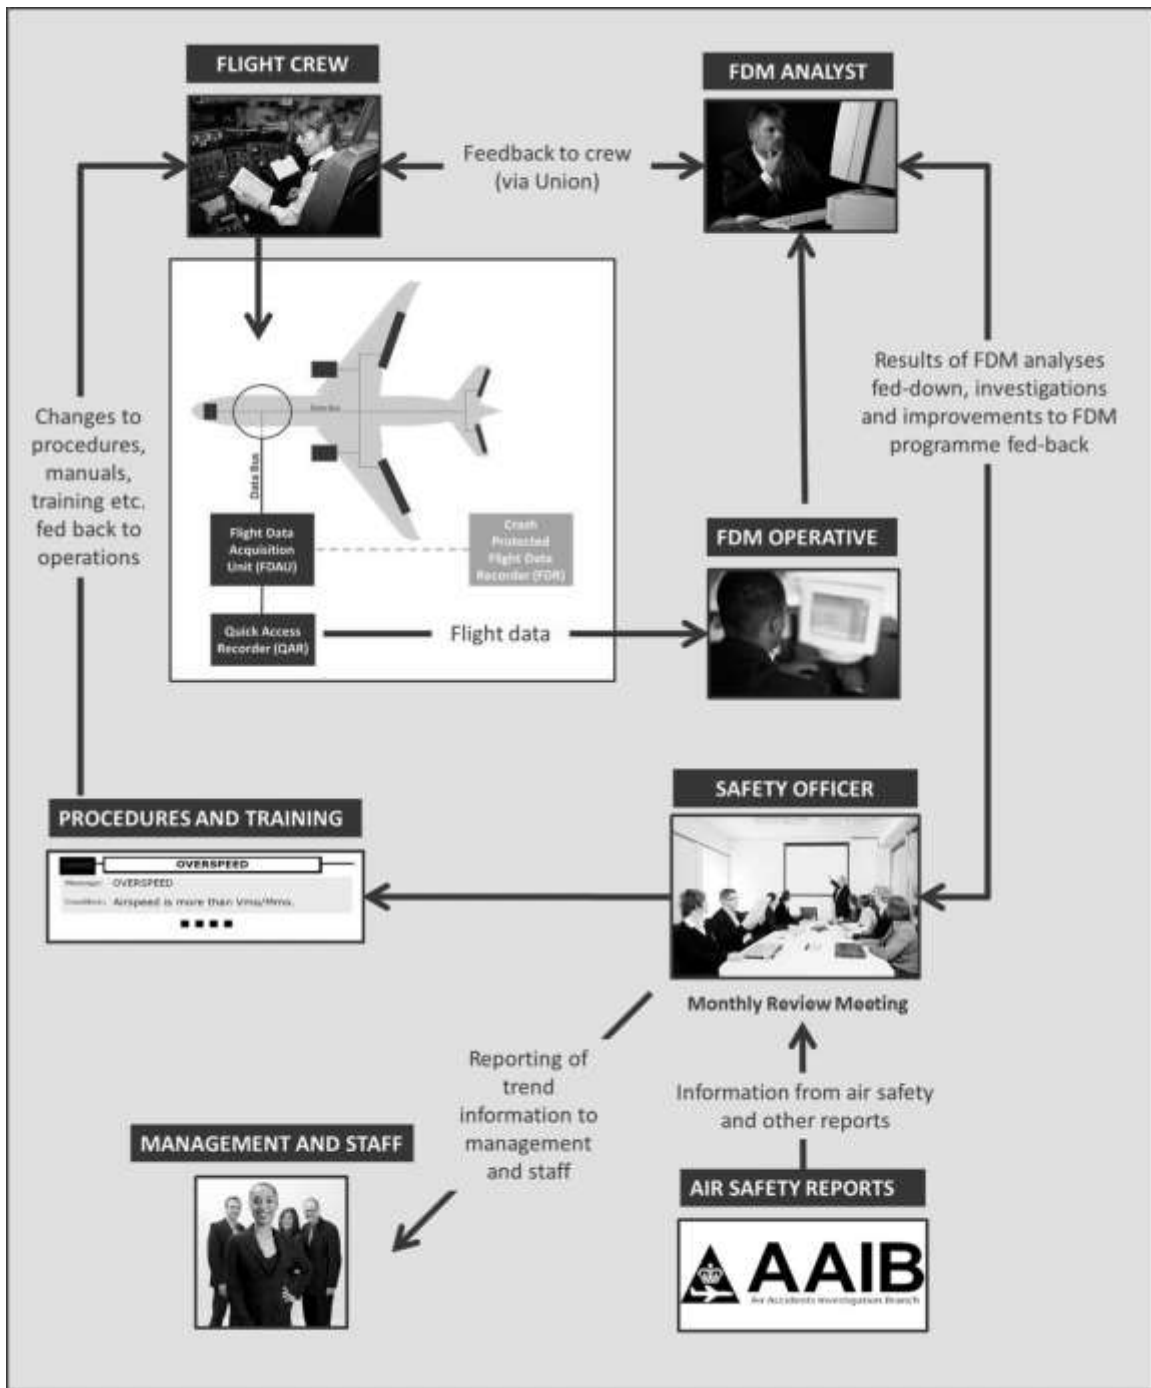 FLIGHT CREW
FDM ANALYST
Feedback to crew
(via Union)
Changes to
procedures,
manuals,
training etc.
fed back to
operations
Data Bus
Data Bus
Flight Data
Acquisition
Unit (FDAU)
Crash
Protected
Flight Data
Recorder (FDR)
Quick Access
Recorder (QAR)
Flight data
Results of FDM analyses
fed-down, investigations
and improvements to FDM
programme fed-back
FDM OPERATIVE
SAFETY OFFICER
PROCEDURES AND TRAINING
OVERSPEED
Message:
OVERSPEED
Condition:
Airspeed is more than Vmo/Mmo.
Monthly Review Meeting
Reporting of
trend
information to
management
and staff
Information from air safety
and other reports
MANAGEMENT AND STAFF
AIR SAFETY REPORTS
AAIB
Air Accidents Investigation Branch